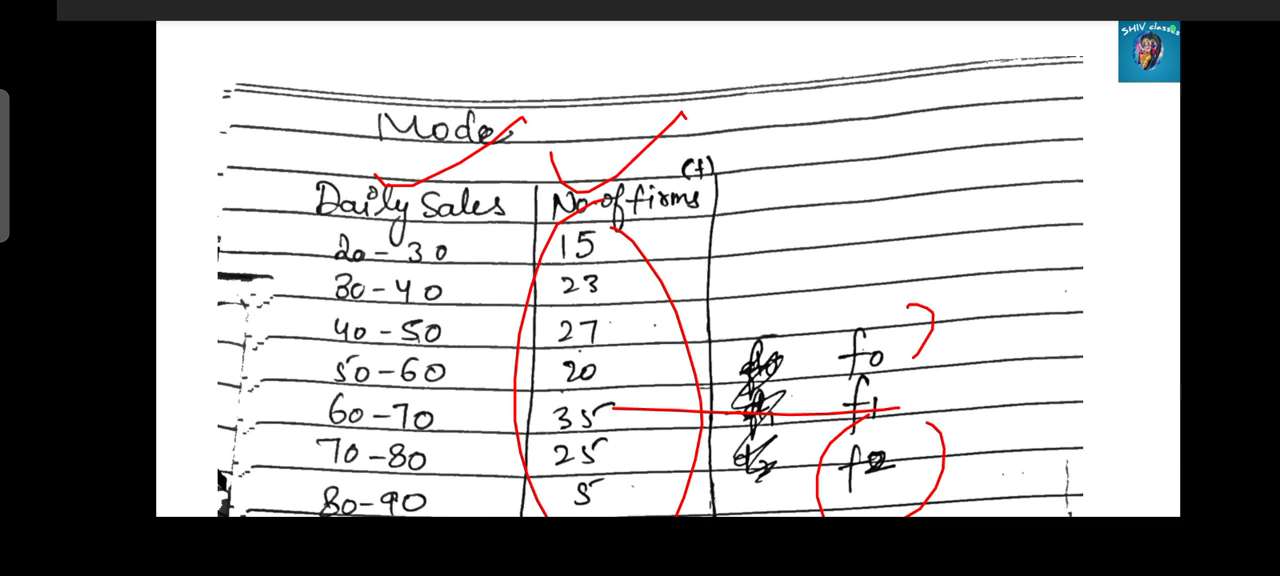 SHIV classes
Mode
Daily Sales No. of firms (f)
20-30 15
30-40 23
40-50 27
50-60 20 f0
60-70 35 f1
70-80 25 f2
80-90 5